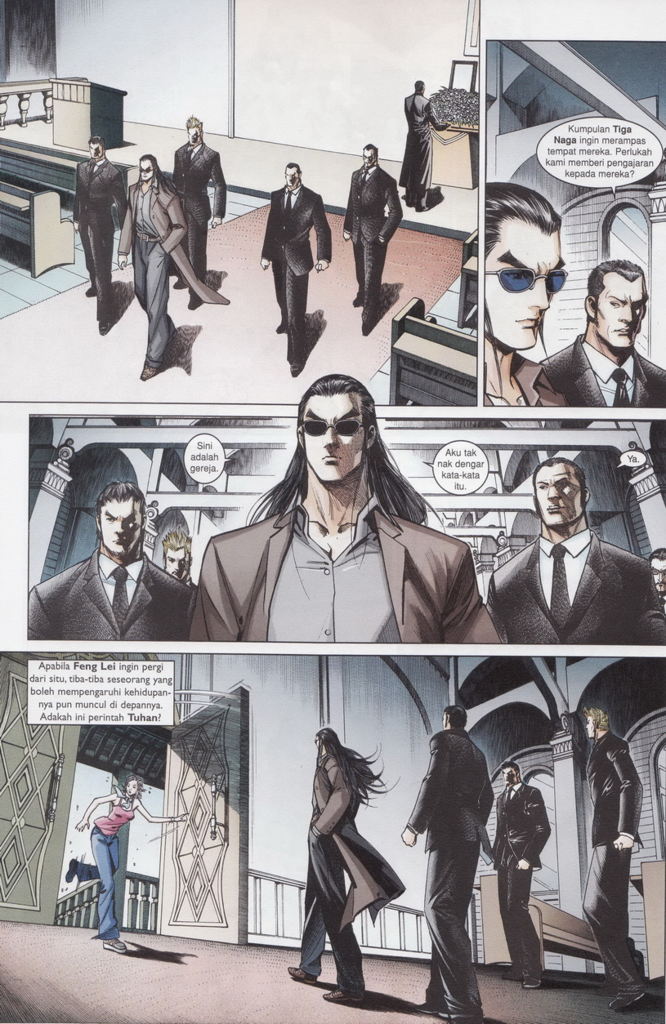 Kumpulan Tiga
Naga ingin merampas
tempat mereka. Perlukah
kami memberi pengajaran
kepada mereka?
Sini
adalah
gereja.
Aku tak
nak dengar
kata-kata
itu.
Ya.
Apabila Feng Lei ingin pergi
dari situ, tiba-tiba seseorang yang
boleh mempengaruhi kehidupan-
nya pun muncul di depannya.
Adakah ini perintah Tuhan?